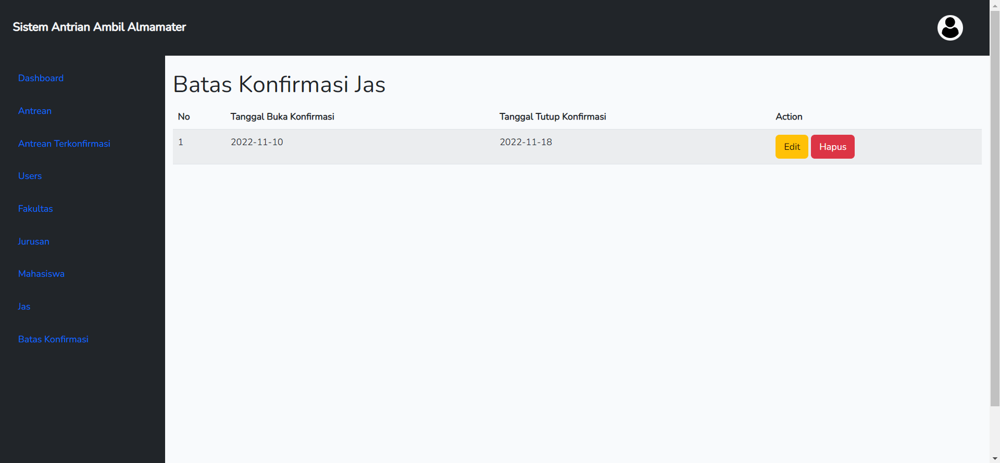 Sistem Antrian Ambil Almamater
Dashboard
Antrean
Antrean Terkonfirmasi
Users
Fakultas
Jurusan
Mahasiswa
Jas
Batas Konfirmasi
Batas Konfirmasi Jas
No Tanggal Buka Konfirmasi Tanggal Tutup Konfirmasi Action
1 2022-11-10 2022-11-18 Edit Hapus